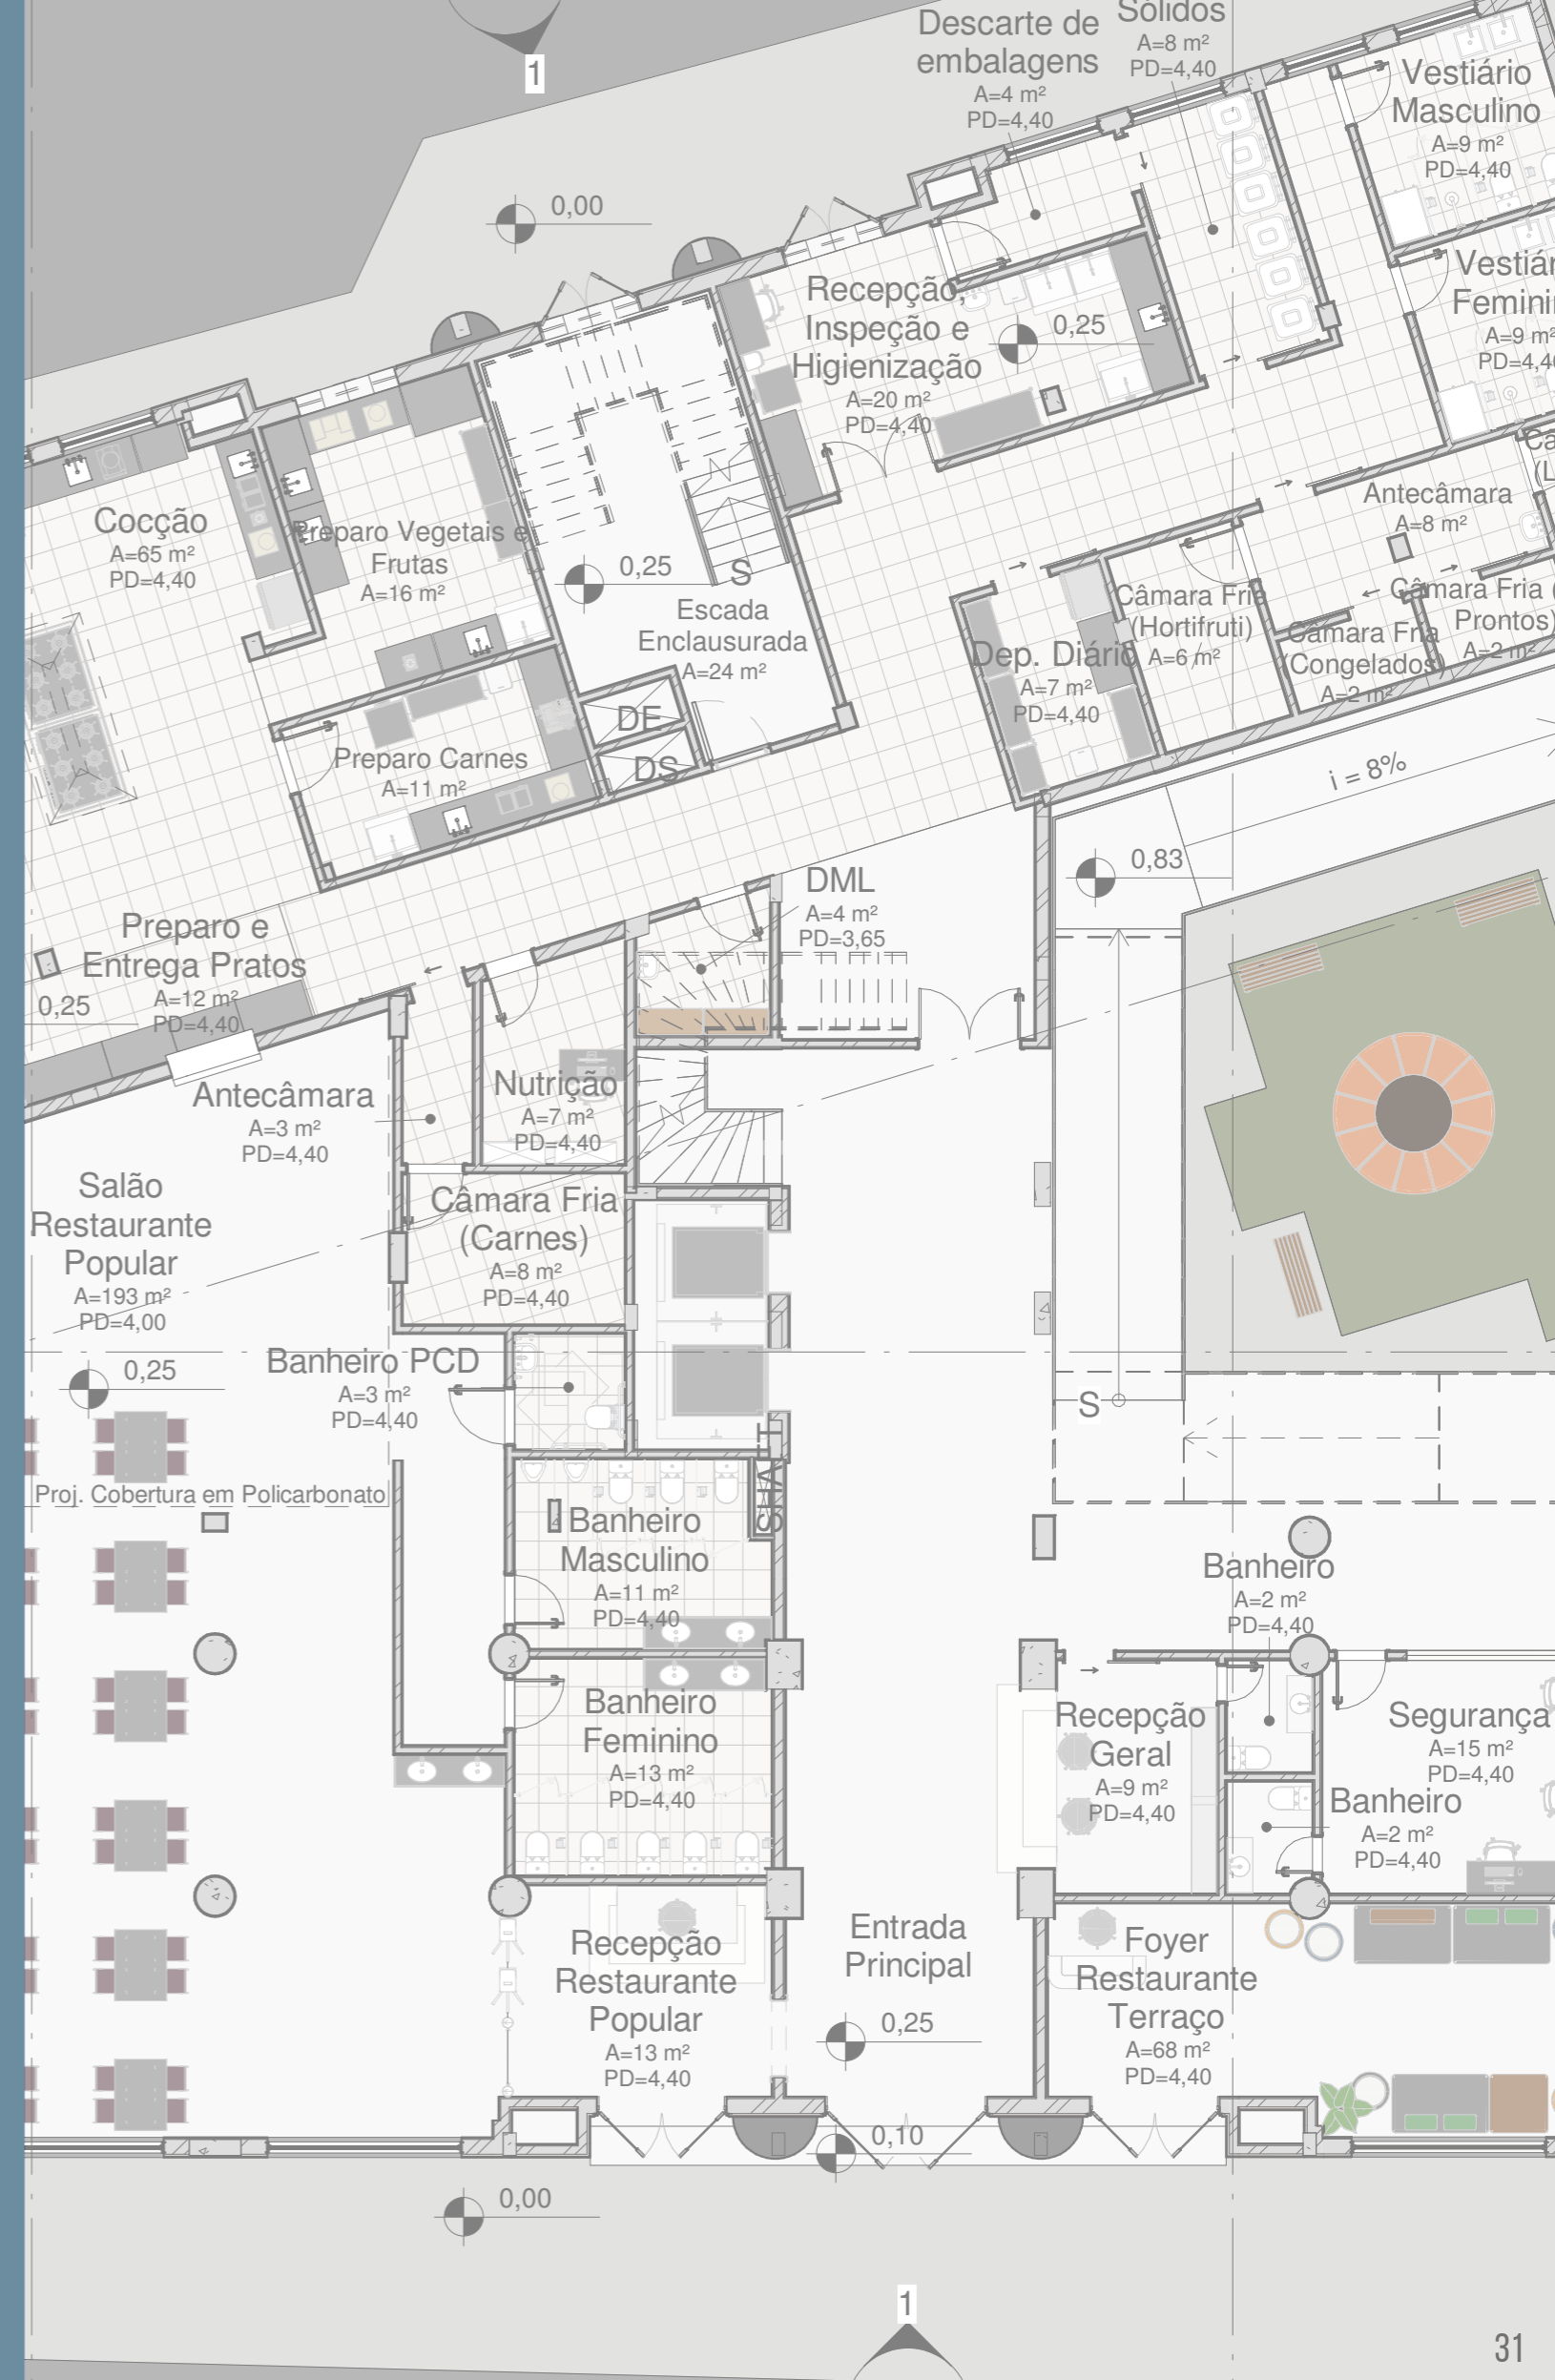 1
Descarte de
embalagens
A=4 m²
PD=4,40
Sólidos
A=8 m²
PD=4,40
Vestiário
Masculino
A=9 m²
PD=4,40
0,00
Recepção,
Inspeção e
Higienização
A=20 m²
PD=4,40
0,25
A=9 m²
Cocção
A=65 m²
PD=4,40
Preparo Vegetais e
Frutas
A=16 m²
0,25
S
Escada
Enclausurada
A=24 m²
DE
DS
Antecâmara
A=8 m²
Câmara Fria
(Hortifruti)
A=6 m²
Dep. Diário
A=7 m²
PD=4,40
Câmara Fria
(Congelados)
A=2 m²
Câmara Fria
Prontos)
A=2 m²
Preparo Carnes
A=11 m²
i = 8%
0,83
DML
A=4 m²
PD=3,65
Preparo e
Entrega Pratos
A=12 m²
PD=4,40
0,25
Antecâmara
A=3 m²
PD=4,40
Nutrição
A=7 m²
PD=4,40
Salão
Restaurante
Popular
A=193 m²
PD=4,00
0,25
Câmara Fria
(Carnes)
A=8 m²
PD=4,40
Banheiro PCD
A=3 m²
PD=4,40
S
Proj. Cobertura em Policarbonato
SHAFT
Banheiro
Masculino
A=11 m²
PD=4,40
Banheiro
A=2 m²
PD=4,40
Banheiro
Feminino
A=13 m²
PD=4,40
Recepção
Geral
A=9 m²
PD=4,40
Segurança
A=15 m²
PD=4,40
Banheiro
A=2 m²
PD=4,40
Recepção
Restaurante
Popular
A=13 m²
PD=4,40
Entrada
Principal
0,25
Foyer
Restaurante
Terraço
A=68 m²
PD=4,40
0,10
0,00
1
31